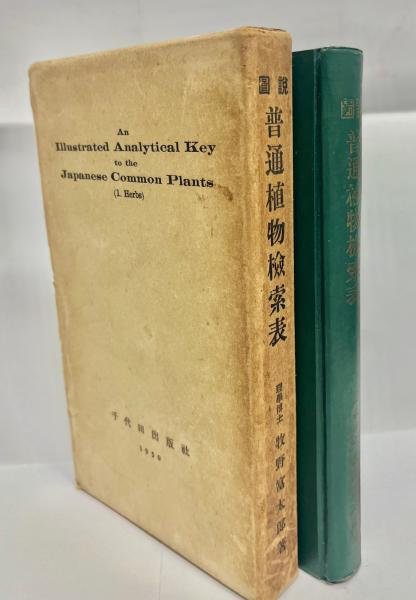 An
Illustrated Analytical Key
to the
Japanese Common Plants
(1. Herbs)
千代田出版社
1950
圖說
普通植物檢索表
理學博士 牧野富太郎著
圖說
普通植物檢索表